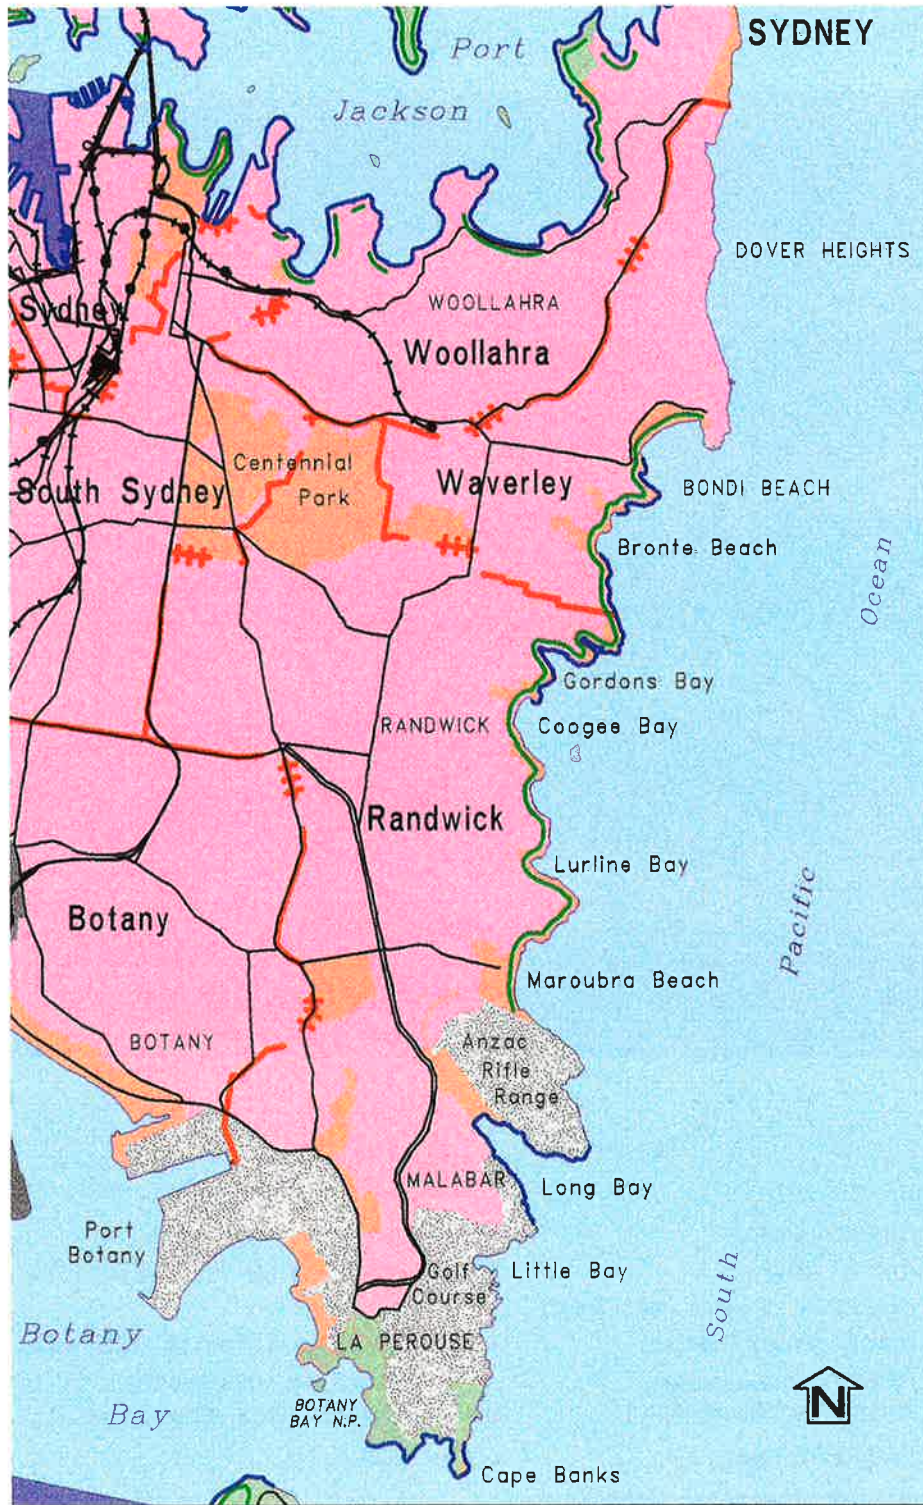 SYDNEY
Port
Jackson
DOVER HEIGHTS
WOOLLAHRA
Sydney
Woollahra
Centennial
Park
Waverley
South Sydney
BONDI BEACH
Bronte Beach
Ocean
Gordons Bay
RANDWICK
Coogee Bay
Randwick
Lurline Bay
Pacific
Botany
Maroubra Beach
BOTANY
Anzac
Rifle
Range
MALABAR
Long Bay
Port
Botany
Golf
Course
Little Bay
South
Botany
LA PEROUSE
Bay
BOTANY
BAY N.P.
N
Cape Banks